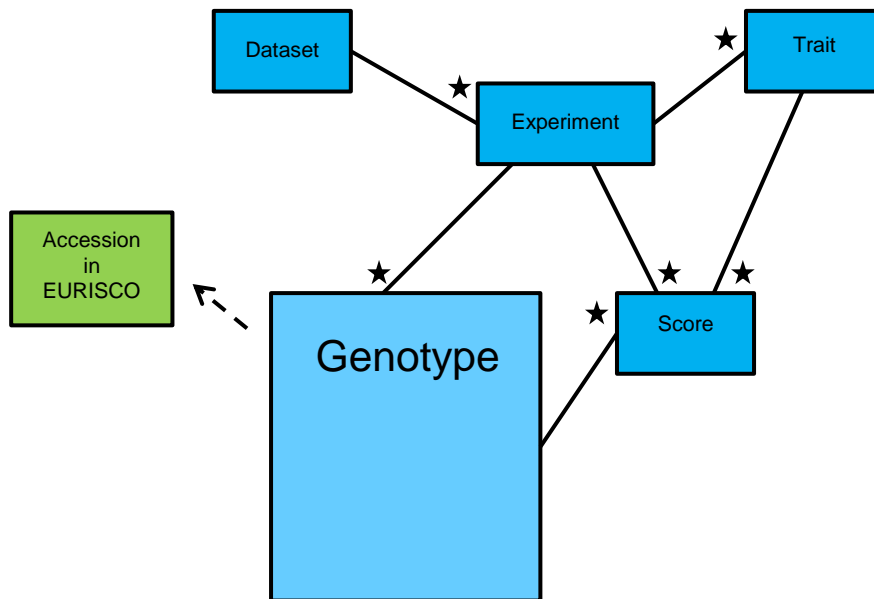 Dataset
Trait
Experiment
Accession
in
EURISCO
Genotype
Score